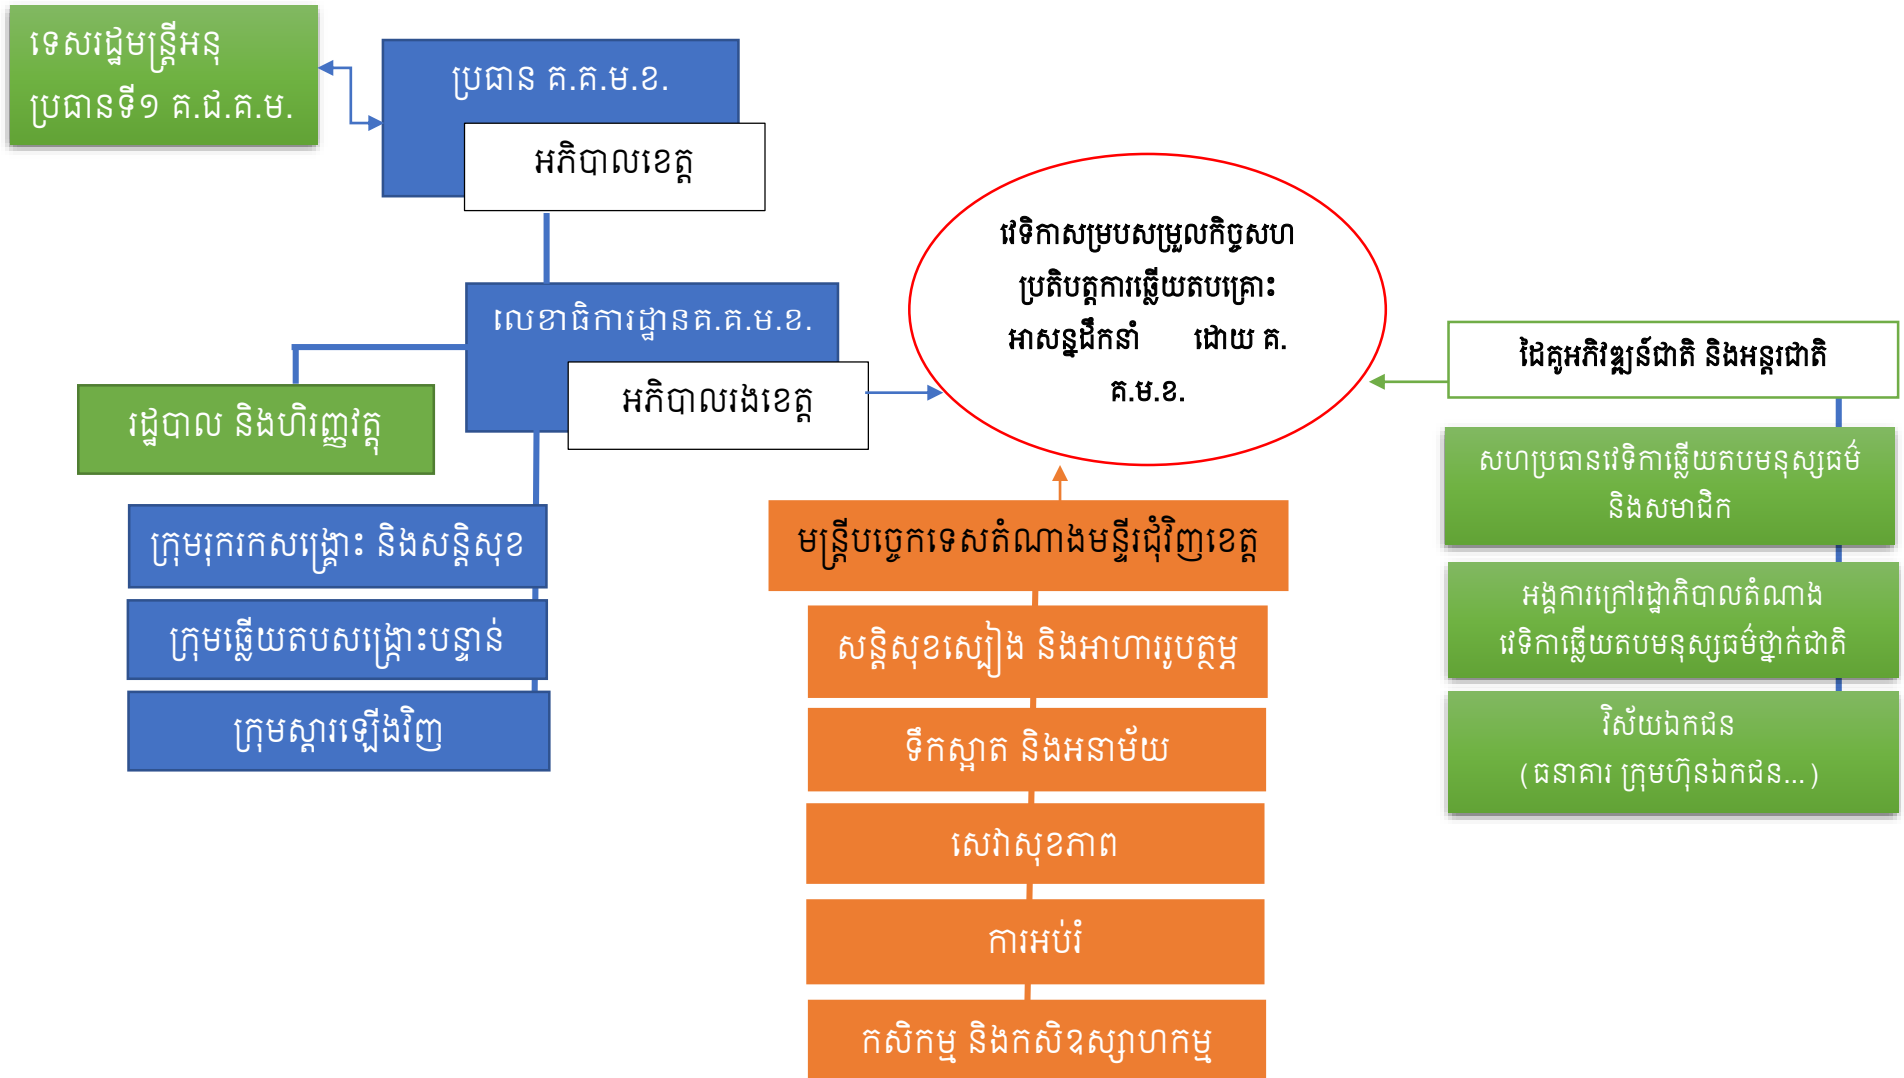 ទេសរដ្ឋមន្ត្រីអនុ
ប្រធានទី១ គ.ជ.គ.ម.
ប្រធាន គ.គ.ម.ខ.
អភិបាលខេត្ត
លេខាធិការដ្ឋានគ.គ.ម.ខ.
អភិបាលរងខេត្ត
រដ្ឋបាល និងហិរញ្ញវត្ថុ
ក្រុមរុករកសង្គ្រោះ និងសន្តិសុខ
ក្រុមឆ្លើយតបសង្គ្រោះបន្ទាន់
ក្រុមស្តារឡើងវិញ
វេទិកាសម្របសម្រួលកិច្ចសហ
ប្រតិបត្តការឆ្លើយតបគ្រោះ
អាសន្នដឹកនាំ ដោយ គ.
គ.ម.ខ.
មន្ត្រីបច្ចេកទេសតំណាងមន្ទីរជុំវិញខេត្ត
សន្តិសុខស្បៀង និងអាហាររូបត្ថម្ភ
ទឹកស្អាត និងអនាម័យ
សេវាសុខភាព
ការអប់រំ
កសិកម្ម និងកសិឧស្សាហកម្ម
ដៃគូអភិវឌ្ឍន៍ជាតិ និងអន្តរជាតិ
សហប្រធានវេទិកាឆ្លើយតបមនុស្សធម៌
និងសមាជិក
អង្គការក្រៅរដ្ឋាភិបាលតំណាង
វេទិកាឆ្លើយតបមនុស្សធម៌ថ្នាក់ជាតិ
វិស័យឯកជន
(ធនាគារ ក្រុមហ៊ុនឯកជន...)